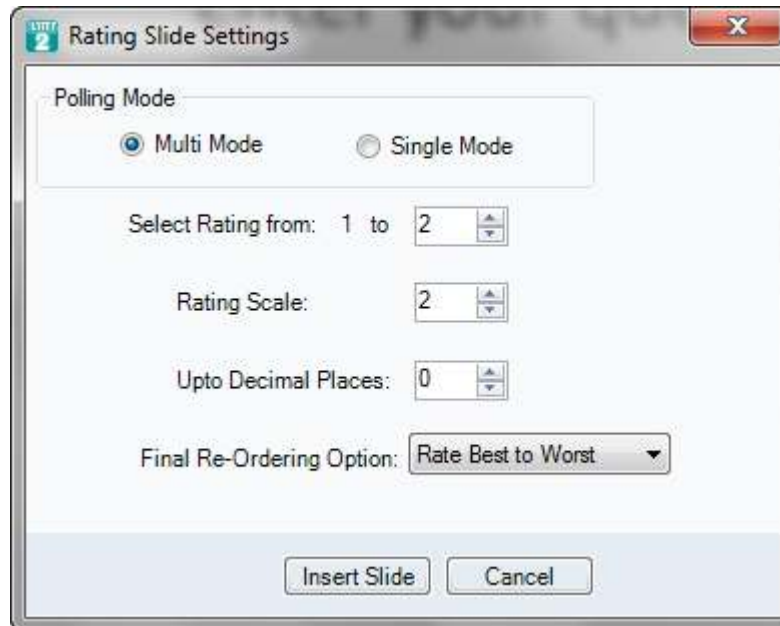 Rating Slide Settings
Polling Mode
Multi Mode Single Mode
Select Rating from: 1 to 2
Rating Scale: 2
Upto Decimal Places: 0
Final Re-Ordering Option: Rate Best to Worst
Insert Slide Cancel